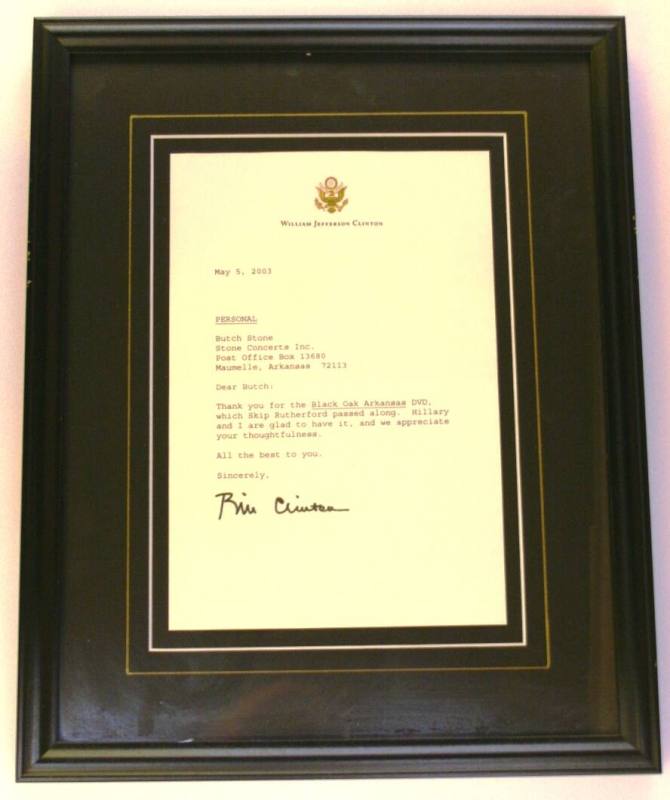 WILLIAM JEFFERSON CLINTON
May 5, 2003
PERSONAL
Butch Stone
Stone Concerts Inc.
Post Office Box 13680
Maumelle, Arkansas 72113
Dear Butch:
Thank you for the Black Oak Arkansas DVD,
which Skip Rutherford passed along. Hillary
and I are glad to have it, and we appreciate
your thoughtfulness.
All the best to you.
Sincerely,
Bill Clinton